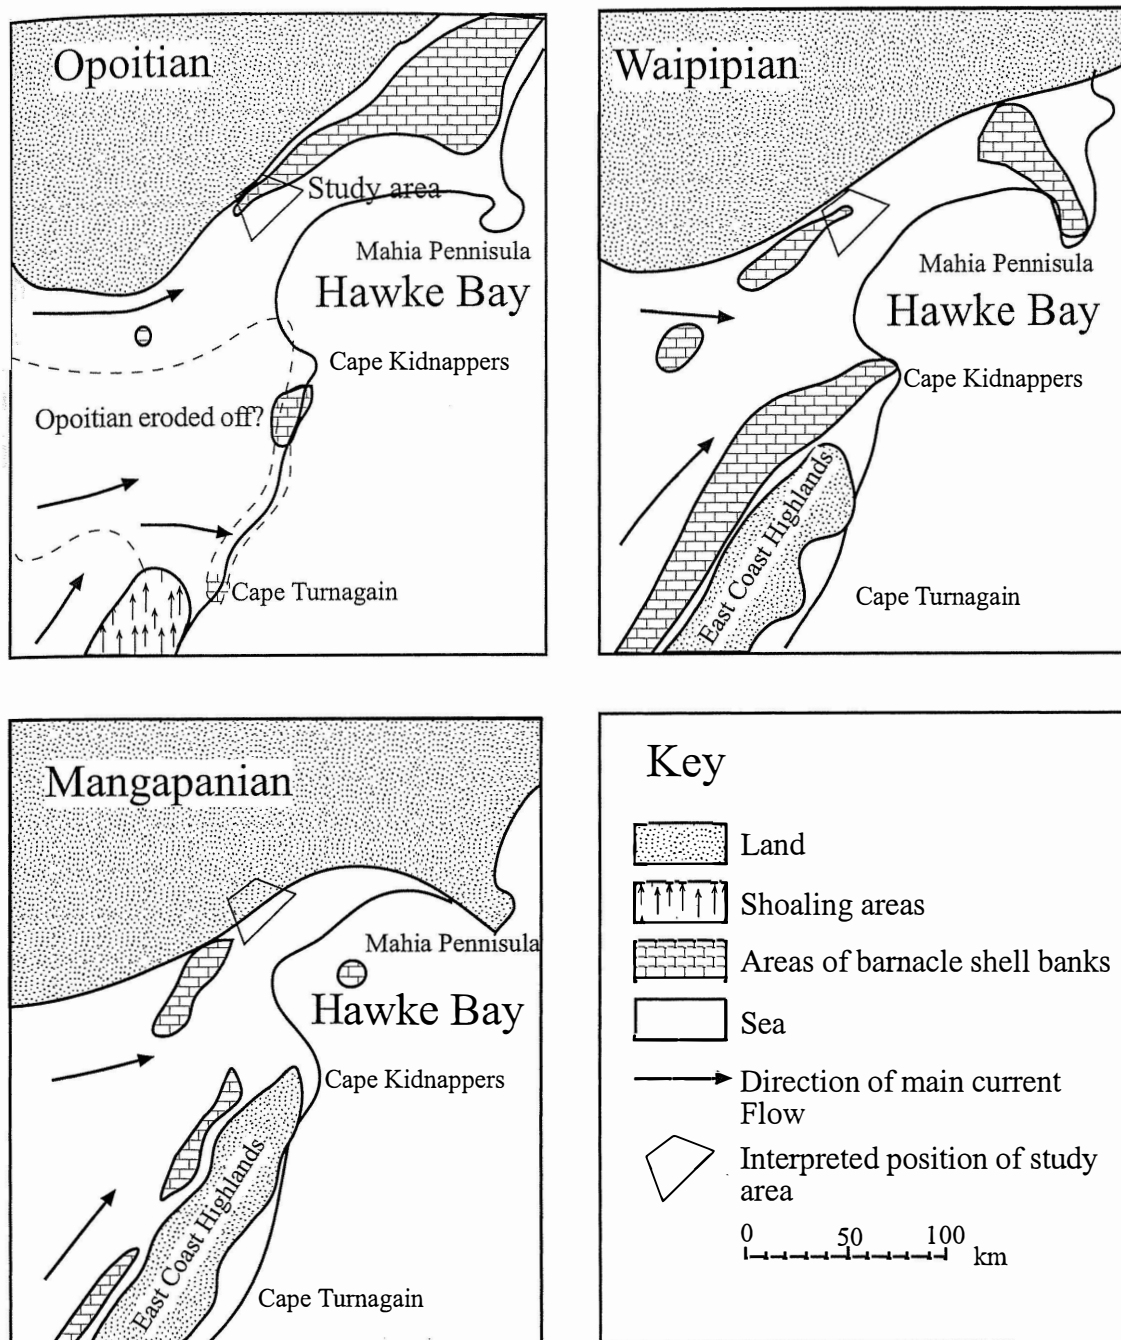 Opoitian
Study area
Mahia Pennisula
Hawke Bay
Cape Kidnappers
Opoitian eroded off?
Cape Turnagain
Waipipian
Mahia Pennisula
Hawke Bay
Cape Kidnappers
East Coast Highlands
Cape Turnagain
Mangapanian
Mahia Pennisula
Hawke Bay
Cape Kidnappers
East Coast Highlands
Cape Turnagain
Key
Land
Shoaling areas
Areas of barnacle shell banks
Sea
Direction of main current
Flow
Interpreted position of study
area
0 50 100
km